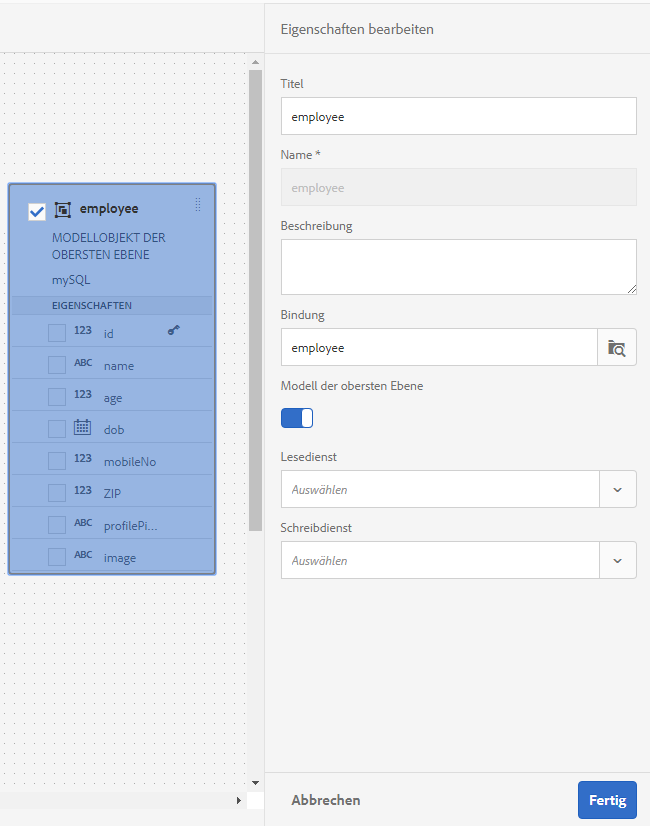 employee
MODELLOBJEKT DER
OBERSTEN EBENE
mySQL
EIGENSCHAFTEN
123 id
ABC name
123 age
dob
123 mobileNo
123 ZIP
ABC profilePi...
ABC image
Eigenschaften bearbeiten
Titel
employee
Name *
employee
Beschreibung
Bindung
employee
Modell der obersten Ebene
Lesedienst
Auswählen
Schreibdienst
Auswählen
Abbrechen
Fertig